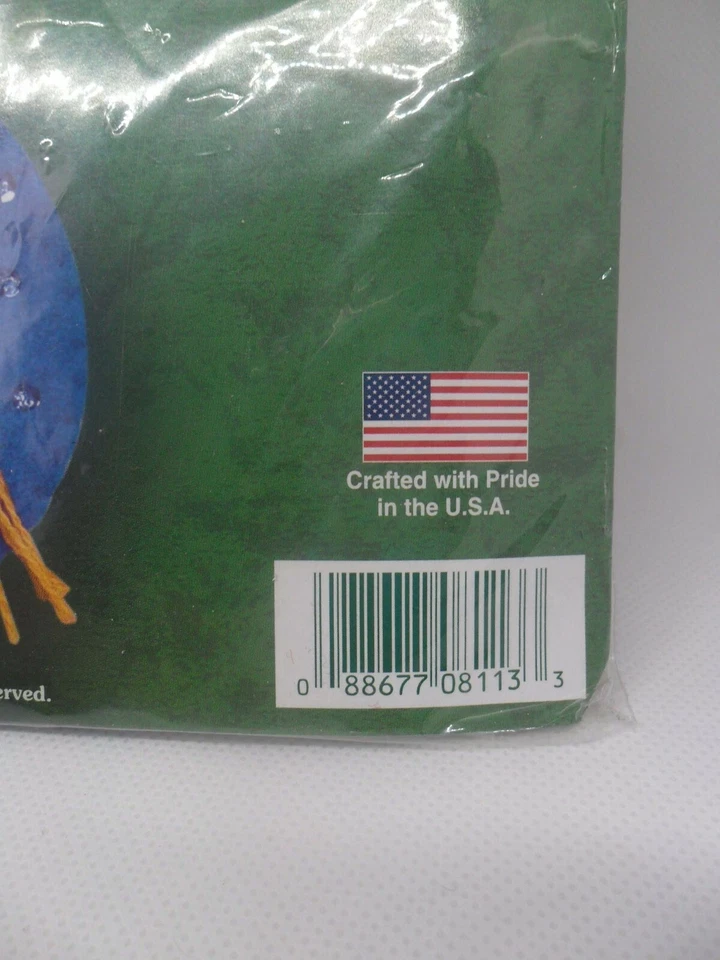 Crafted with Pride
in the U.S.A.
0 88677 08113 3
erved.